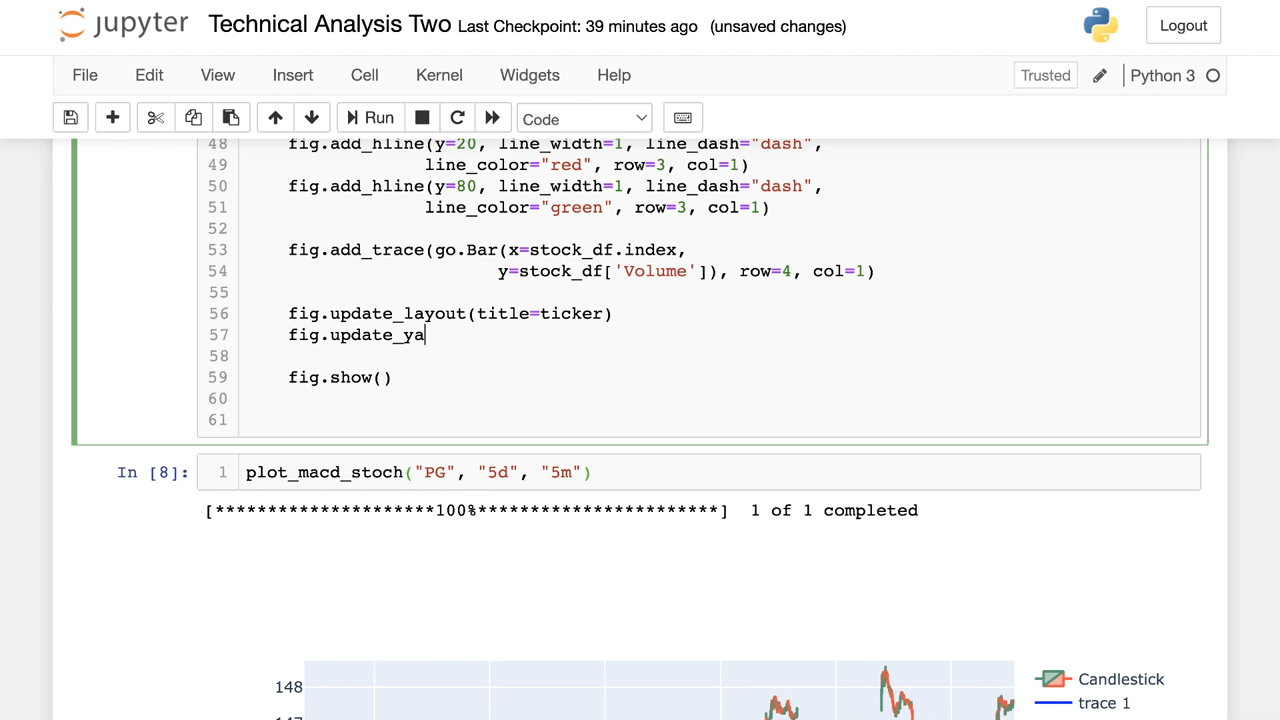 jupyter Technical Analysis Two Last Checkpoint: 39 minutes ago (unsaved changes) Logout
File Edit View Insert Cell Kernel Widgets Help Trusted Python 3
Run Code
48 fig.add_hline(y=20, line_width=1, line_dash="dash",
49 line_color="red", row=3, col=1)
50 fig.add_hline(y=80, line_width=1, line_dash="dash",
51 line_color="green", row=3, col=1)
52
53 fig.add_trace(go.Bar(x=stock_df.index,
54 y=stock_df['Volume']), row=4, col=1)
55
56 fig.update_layout(title=ticker)
57 fig.update_ya
58
59 fig.show()
60
61
In [8]: 1 plot_macd_stoch("PG", "5d", "5m")
[*********************100%***********************] 1 of 1 completed
148 Candlestick
trace 1